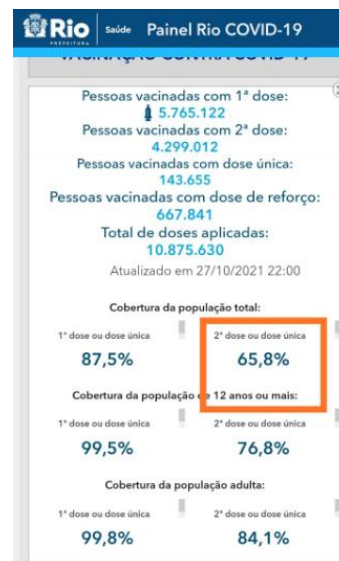 Rio Saúde Painel Rio COVID-19
PREFEITURA
VACINAÇÃO CONTRA COVID-19
Pessoas vacinadas com 1ª dose:
5.765.122
Pessoas vacinadas com 2ª dose:
4.299.012
Pessoas vacinadas com dose única:
143.655
Pessoas vacinadas com dose de reforço:
667.841
Total de doses aplicadas:
10.875.630
Atualizado em 27/10/2021 22:00
Cobertura da população total:
1ª dose ou dose única 2ª dose ou dose única
87,5% 65,8%
Cobertura da população de 12 anos ou mais:
1ª dose ou dose única 2ª dose ou dose única
99,5% 76,8%
Cobertura da população adulta:
1ª dose ou dose única 2ª dose ou dose única
99,8% 84,1%